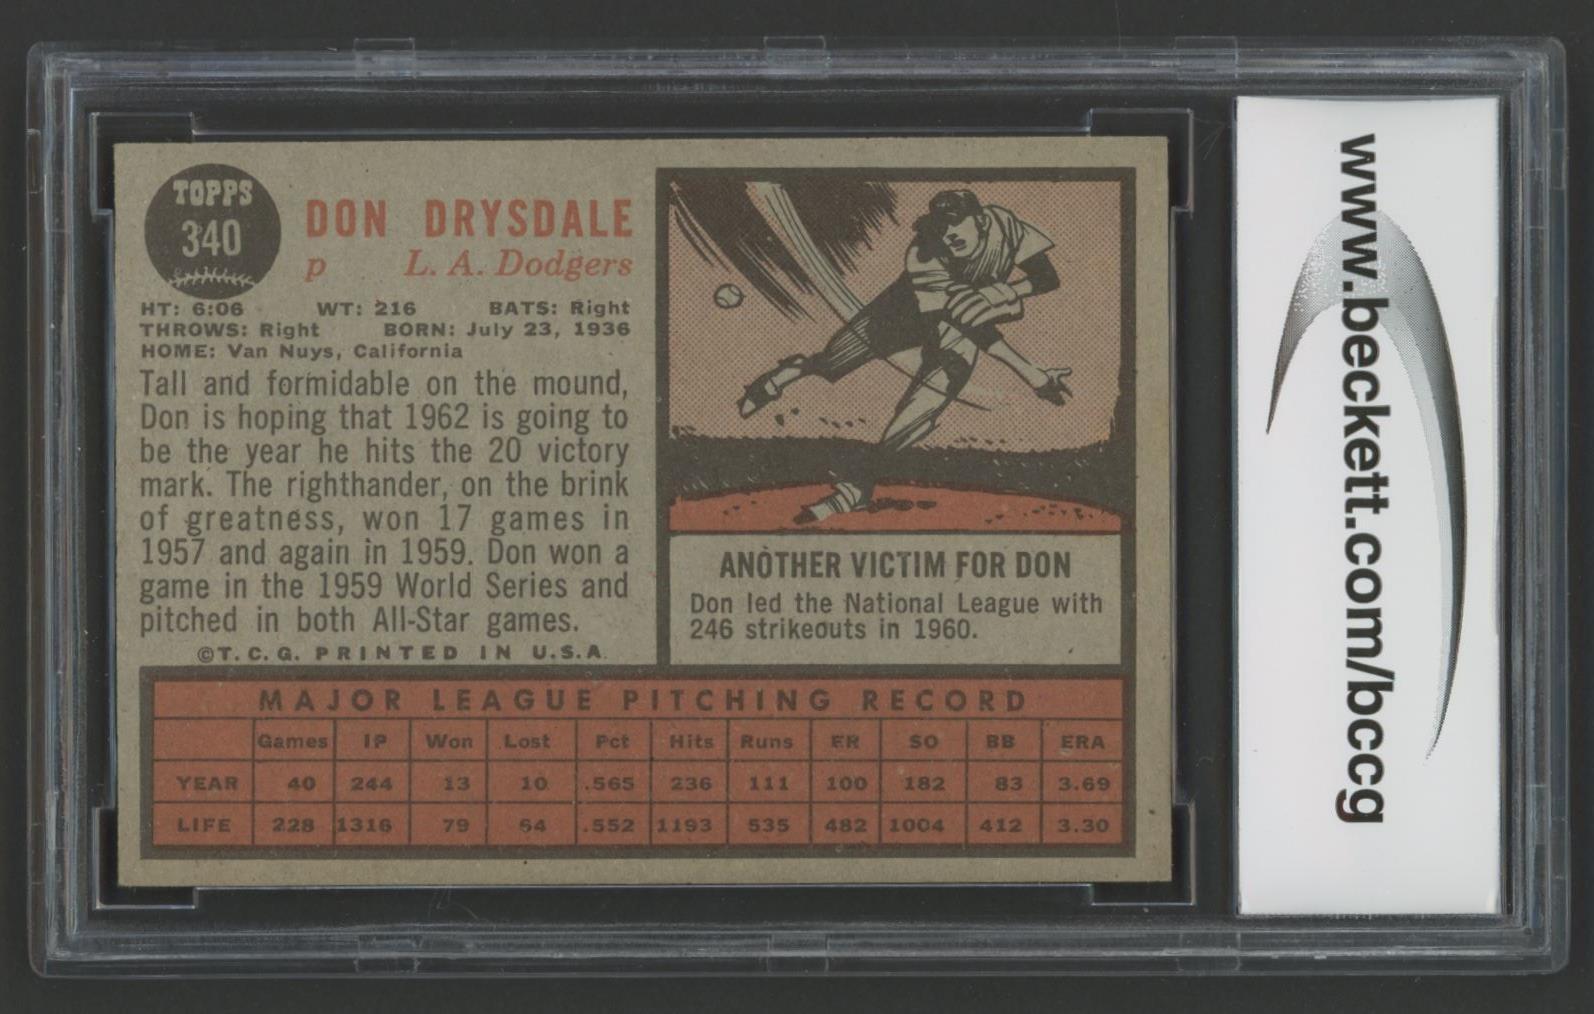 TOPPS
340
DON DRYSDALE
p L. A. Dodgers
HT: 6:06 WT: 216 BATS: Right
THROWS: Right BORN: July 23, 1936
HOME: Van Nuys, California
Tall and formidable on the mound,
Don is hoping that 1962 is going to
be the year he hits the 20 victory
mark. The righthander, on the brink
of greatness, won 17 games in
1957 and again in 1959. Don won a
game in the 1959 World Series and
pitched in both All-Star games.
©T.C.G. PRINTED IN U.S.A.
ANOTHER VICTIM FOR DON
Don led the National League with
246 strikeouts in 1960.
MAJOR LEAGUE PITCHING RECORD
Games IP Won Lost Pct Hits Runs ER SO BB ERA
YEAR 40 244 13 10 .565 236 111 100 182 83 3.69
LIFE 228 1316 79 64 .552 1193 535 482 1004 412 3.30
www.beckett.com/bccg